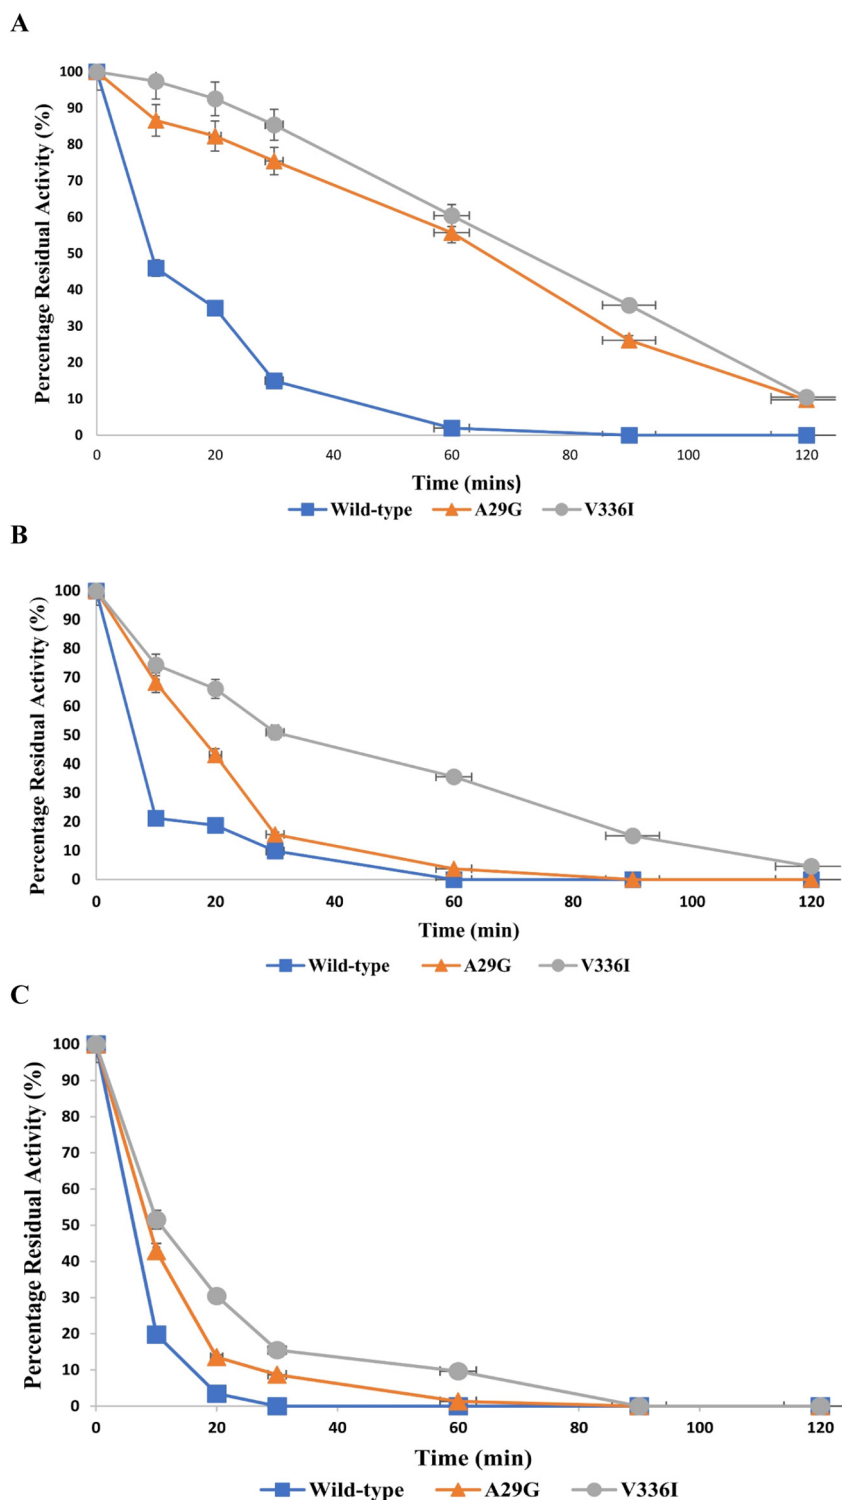 A
Percentage Residual Activity (%)
100
90
80
70
60
50
40
30
20
10
0
0 20 40 60 80 100 120
Time (mins)
Wild-type A29G V336I
B
Percentage Residual Activity (%)
100
90
80
70
60
50
40
30
20
10
0
0 20 40 60 80 100 120
Time (min)
Wild-type A29G V336I
C
Percentage Residual Activity (%)
100
90
80
70
60
50
40
30
20
10
0
0 20 40 60 80 100 120
Time (min)
Wild-type A29G V336I